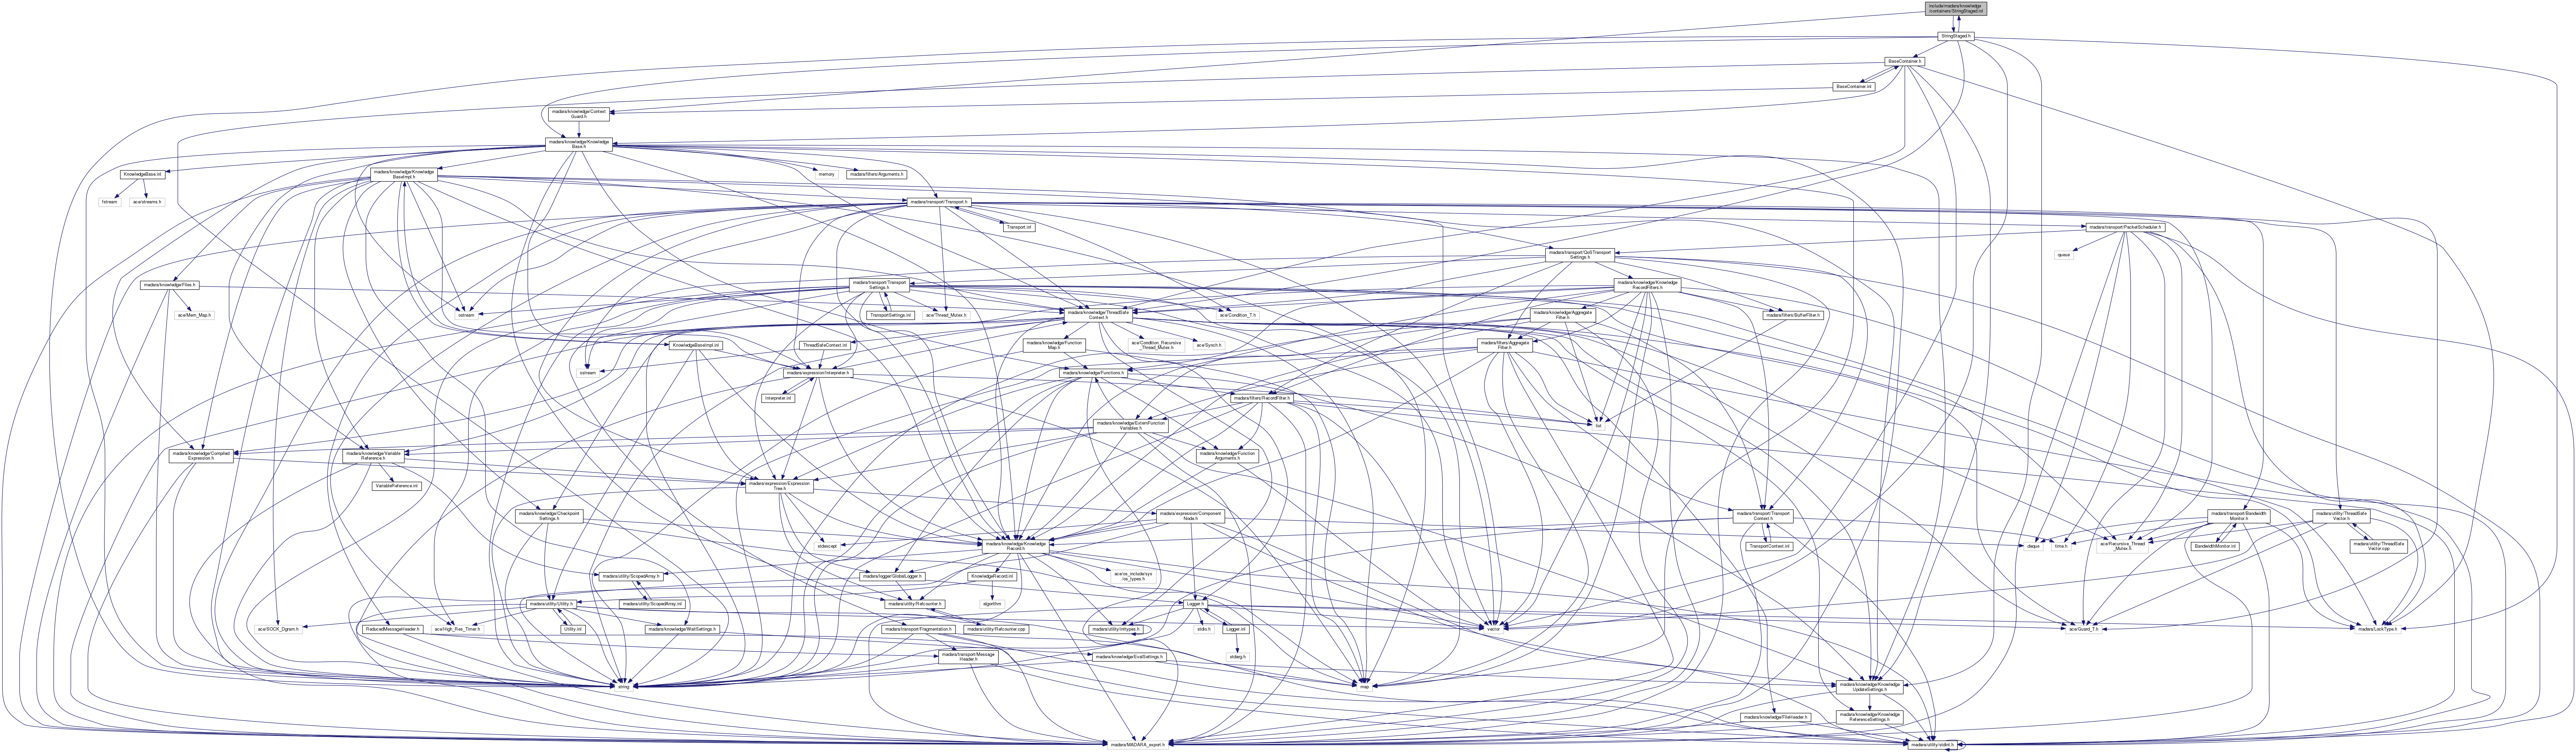 include/madara/knowledge
/containers/StringStaged.inl
StringStaged.h
BaseContainer.h
BaseContainer.inl
madara/knowledge/Context
Guard.h
madara/knowledge/Knowledge
Base.h
KnowledgeBase.inl
madara/knowledge/Knowledge
BaseImpl.h
memory
madara/filters/Arguments.h
fstream
ace/streams.h
madara/transport/Transport.h
Transport.inl
madara/transport/PacketScheduler.h
queue
madara/transport/QoSTransport
Settings.h
madara/knowledge/Files.h
madara/transport/Transport
Settings.h
madara/knowledge/Knowledge
RecordFilters.h
ace/Mem_Map.h
ostream
TransportSettings.inl
ace/Thread_Mutex.h
madara/knowledge/ThreadSafe
Context.h
ace/Condition_T.h
madara/knowledge/Aggregate
Filter.h
madara/filters/BufferFilter.h
KnowledgeBaseImpl.inl
ThreadSafeContext.inl
madara/knowledge/Function
Map.h
ace/Condition_Recursive
_Thread_Mutex.h
ace/Synch.h
madara/filters/Aggregate
Filter.h
sstream
madara/expression/Interpreter.h
madara/knowledge/Functions.h
Interpreter.inl
madara/filters/RecordFilter.h
list
madara/knowledge/ExternFunction
Variables.h
madara/knowledge/Compiled
Expression.h
madara/knowledge/Variable
Reference.h
madara/knowledge/Function
Arguments.h
VariableReference.inl
madara/expression/Expression
Tree.h
madara/knowledge/Checkpoint
Settings.h
madara/expression/Component
Node.h
madara/transport/Transport
Context.h
madara/transport/Bandwidth
Monitor.h
madara/utility/ThreadSafe
Vector.h
stdexcept
madara/knowledge/Knowledge
Record.h
TransportContext.inl
deque
time.h
ace/Recursive_Thread
_Mutex.h
BandwidthMonitor.inl
madara/utility/ThreadSafe
Vector.cpp
madara/utility/ScopedArray.h
madara/logger/GlobalLogger.h
KnowledgeRecord.inl
ace/os_include/sys
/os_types.h
madara/utility/ScopedArray.inl
madara/utility/Utility.h
madara/utility/Refcounter.h
algorithm
Logger.h
ace/SOCK_Dgram.h
ReducedMessageHeader.h
ace/High_Res_Timer.h
Utility.inl
madara/knowledge/WaitSettings.h
madara/transport/Fragmentation.h
madara/utility/Refcounter.cpp
madara/utility/IntTypes.h
stdio.h
Logger.inl
vector
ace/Guard_T.h
madara/LockType.h
madara/transport/Message
Header.h
madara/knowledge/EvalSettings.h
stdarg.h
string
map
madara/knowledge/Knowledge
UpdateSettings.h
madara/knowledge/FileHeader.h
madara/knowledge/Knowledge
ReferenceSettings.h
madara/MADARA_export.h
madara/utility/stdint.h